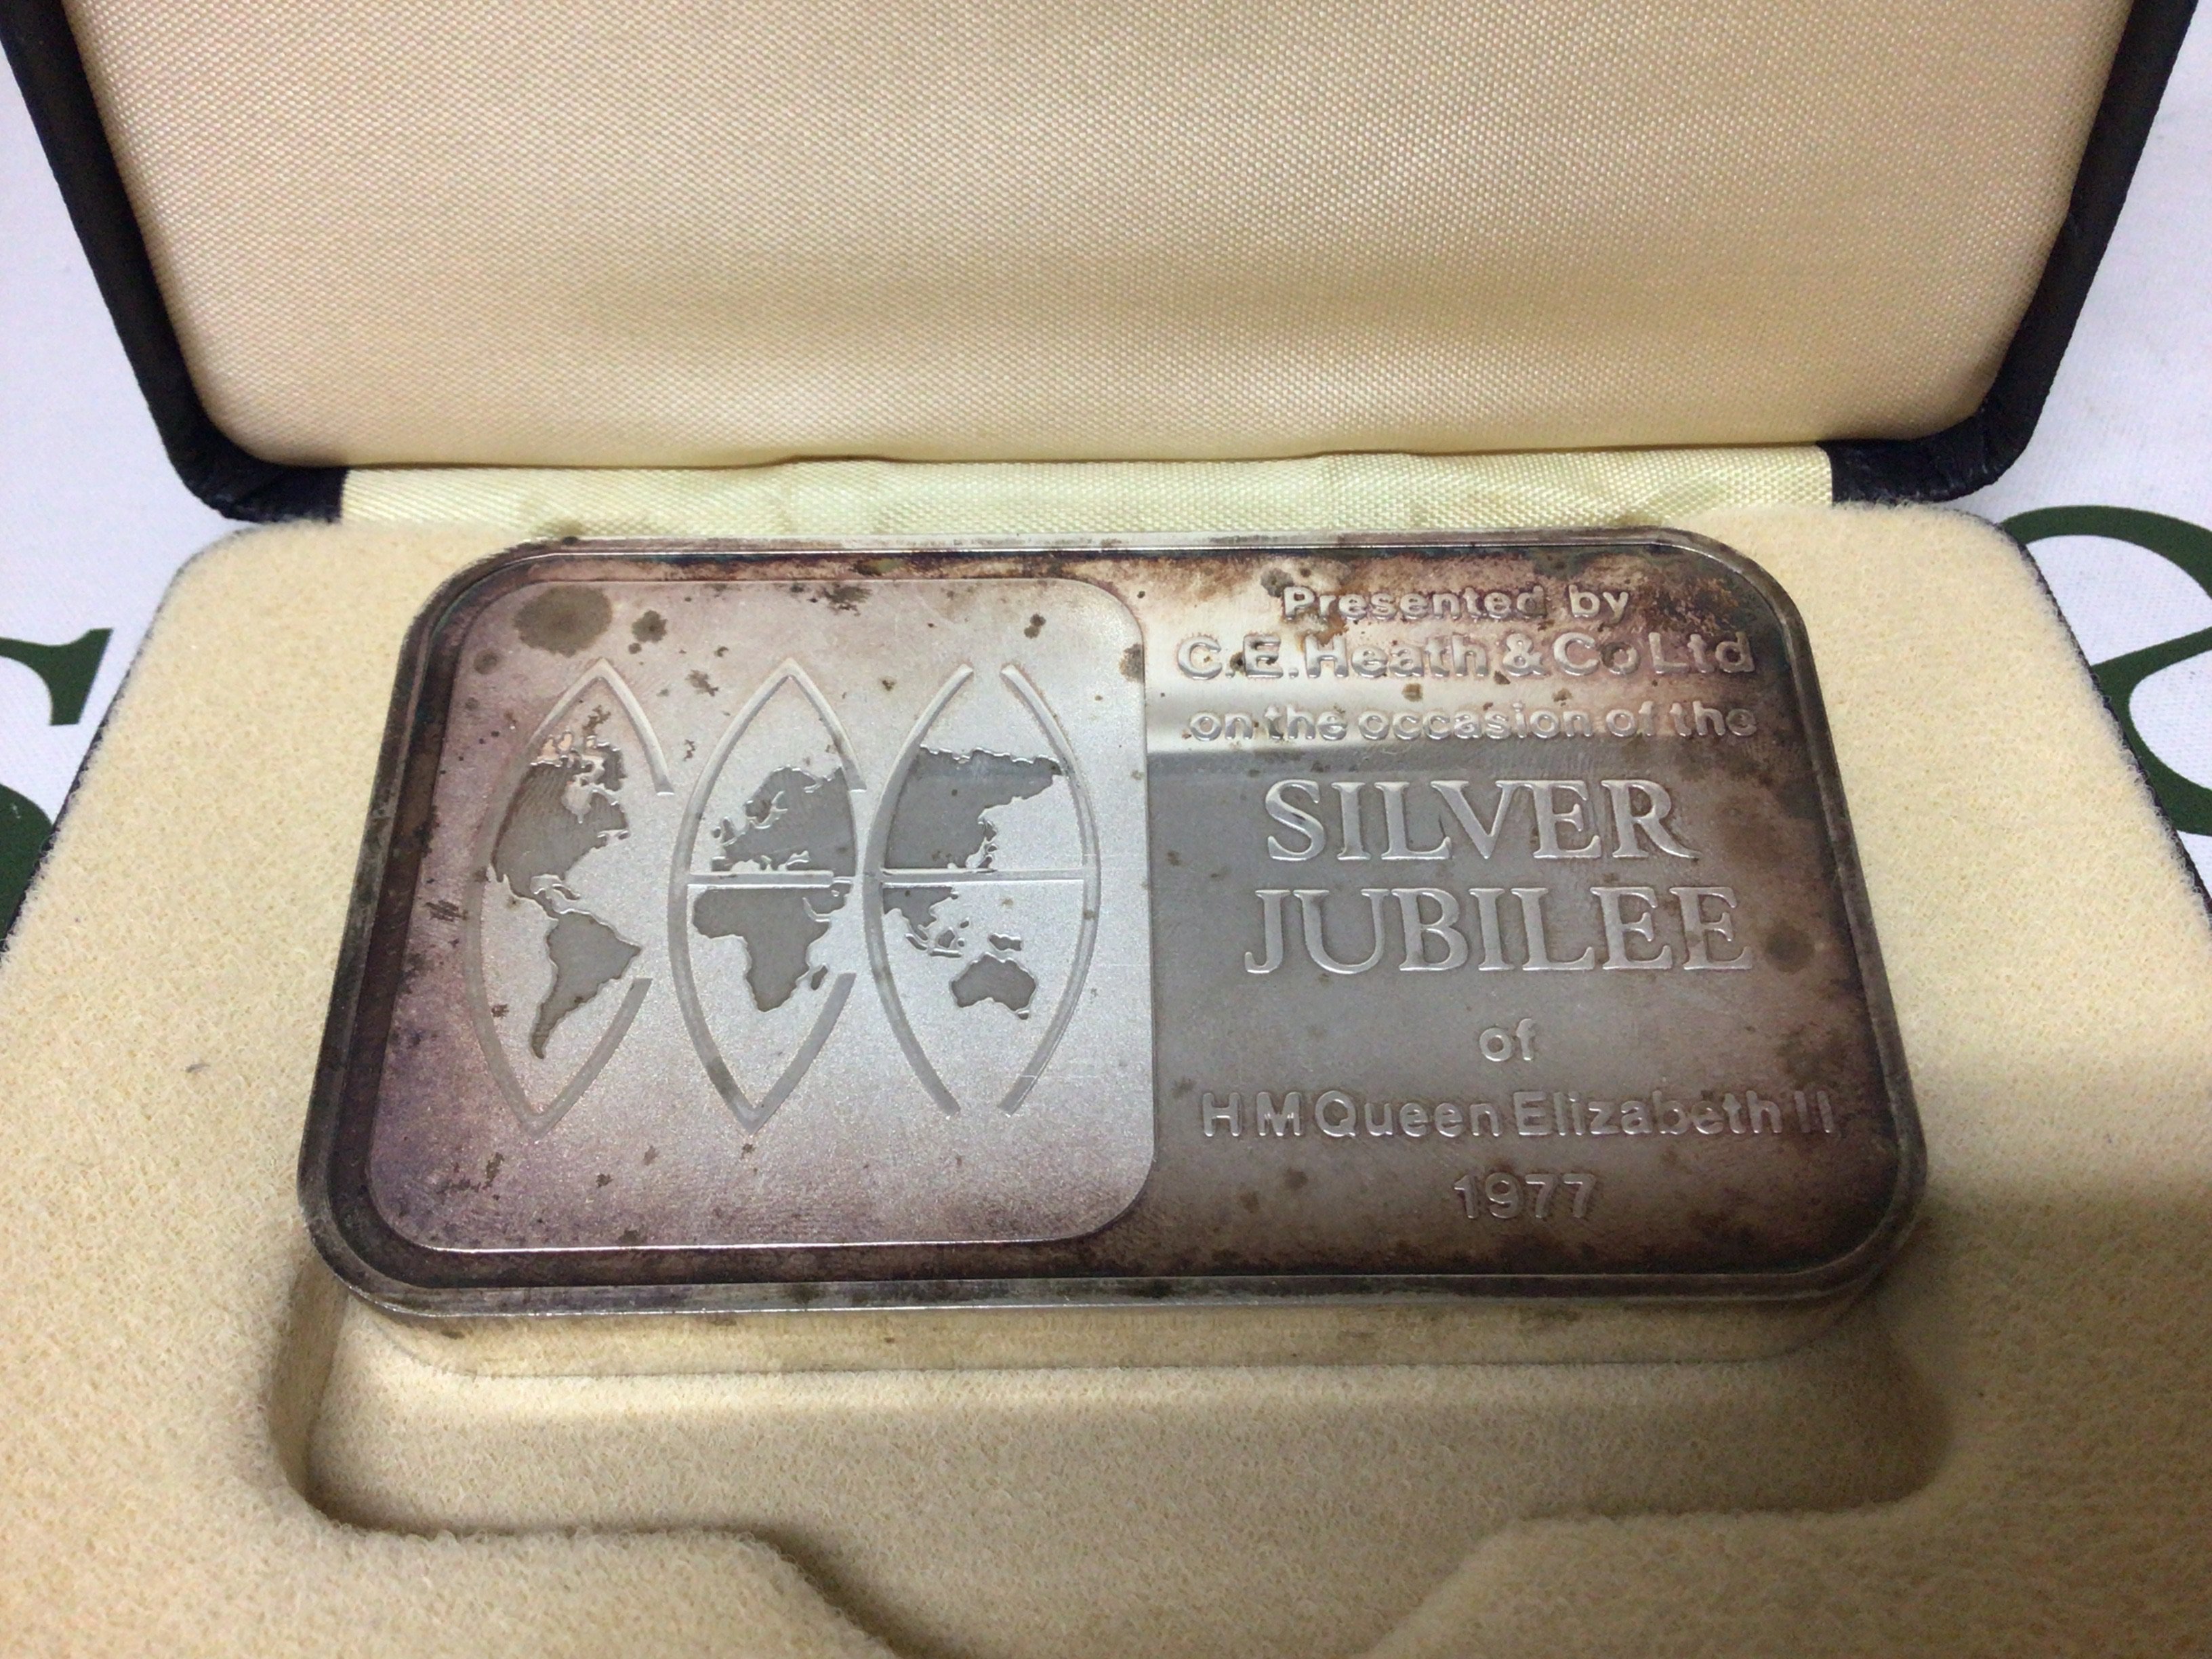 Presented by
C.E.Heath & Co Ltd
on the occasion of the
SILVER
JUBILEE
of
H M Queen Elizabeth II
1977